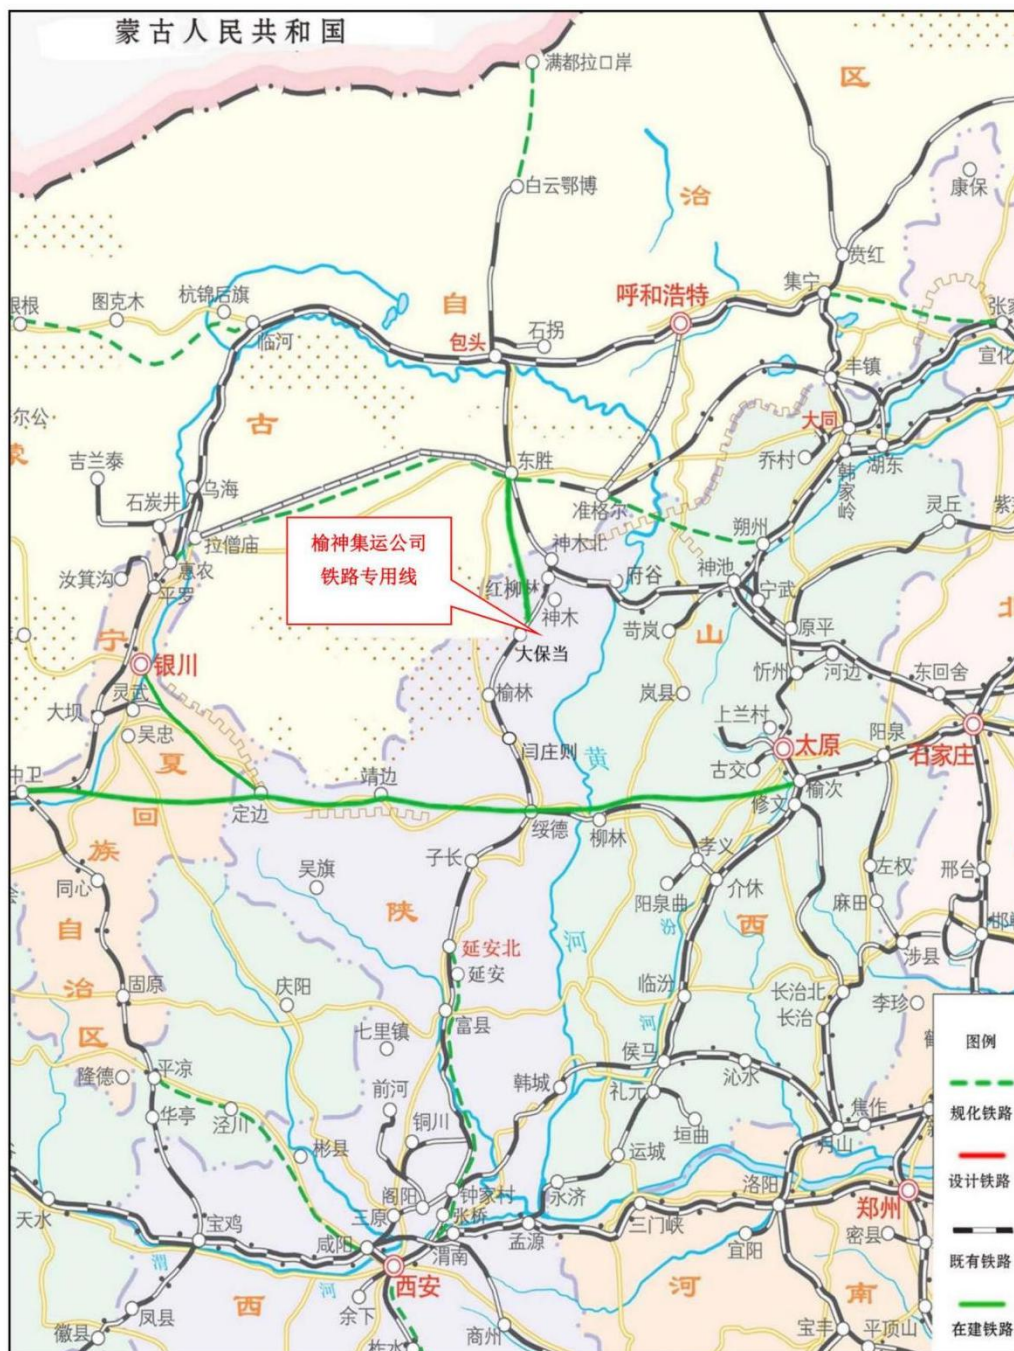 蒙古人民共和国
满都拉口岸
区
康保
白云鄂博
治
贲红
集宁
杭锦后旗
图克木
根根
呼和浩特
自
张家
临河
石拐
包头
宣化
丰镇
尔公
古
大同
蒙
吉兰泰
乔村
韩家岭
湖东
东胜
乌海
石炭井
准格尔
灵丘
紫荆
榆神集运公司
铁路专用线
拉僧庙
朔州
神木北
惠农
汝箕沟
平罗
红柳林
府谷
神池
宁武
神木
宁
苛岚
山
原平
北
大保当
银川
忻州
河边
东回舍
灵武
榆林
岚县
大坝
吴忠
上兰村
太原
阳泉
石家庄
闫庄则
黄
夏
古交
中卫
靖边
榆次
定边
修文
回
绥德
柳林
族
子长
孝义
左权
邢台
吴旗
同心
阳泉曲
介休
麻田
自
陕
西
汾
延安北
河
邯郸
涉县
延安
临汾
治
固原
庆阳
长治北
李珍
富县
河
长治
区
七里镇
图例
侯马
隆德
平凉
前河
韩城
沁水
规化铁路
礼元
华亭
泾川
铜川
焦作
垣曲
彬县
月山
运城
设计铁路
阁阳
钟家村
永济
洛阳
天水
宝鸡
三原
张桥
三门峡
郑州
咸阳
渭南
孟源
宜阳
密县
渭
西安
既有铁路
河
河
南
西
余下
凤县
商州
在建铁路
徽县
柞水
宝丰
平顶山